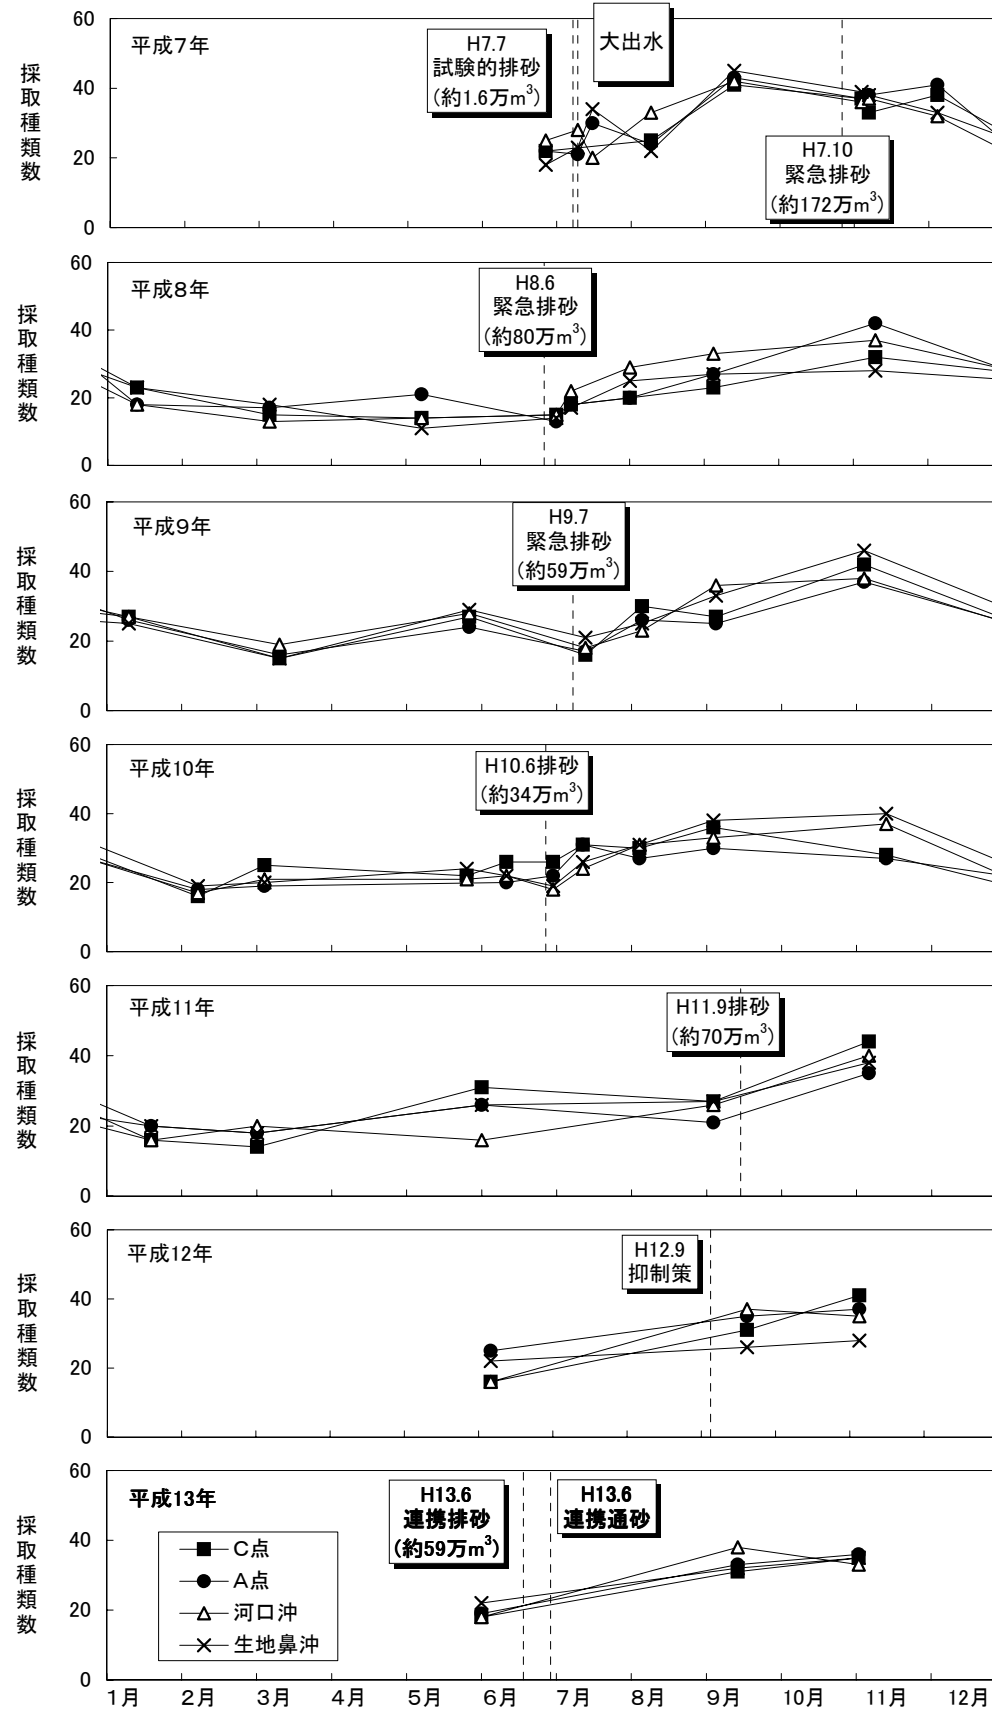 平成7年
採取種類数
60
40
20
0
H7.7
試験的排砂
(約1.6万m³)
大出水
H7.10
緊急排砂
(約172万m³)
平成8年
採取種類数
60
40
20
0
H8.6
緊急排砂
(約80万m³)
平成9年
採取種類数
60
40
20
0
H9.7
緊急排砂
(約59万m³)
平成10年
採取種類数
60
40
20
0
H10.6排砂
(約34万m³)
平成11年
採取種類数
60
40
20
0
H11.9排砂
(約70万m³)
平成12年
採取種類数
60
40
20
0
H12.9
抑制策
平成13年
採取種類数
60
40
20
0
H13.6
連携排砂
(約59万m³)
H13.6
連携通砂
C点
A点
河口沖
生地鼻沖
1月 2月 3月 4月 5月 6月 7月 8月 9月 10月 11月 12月